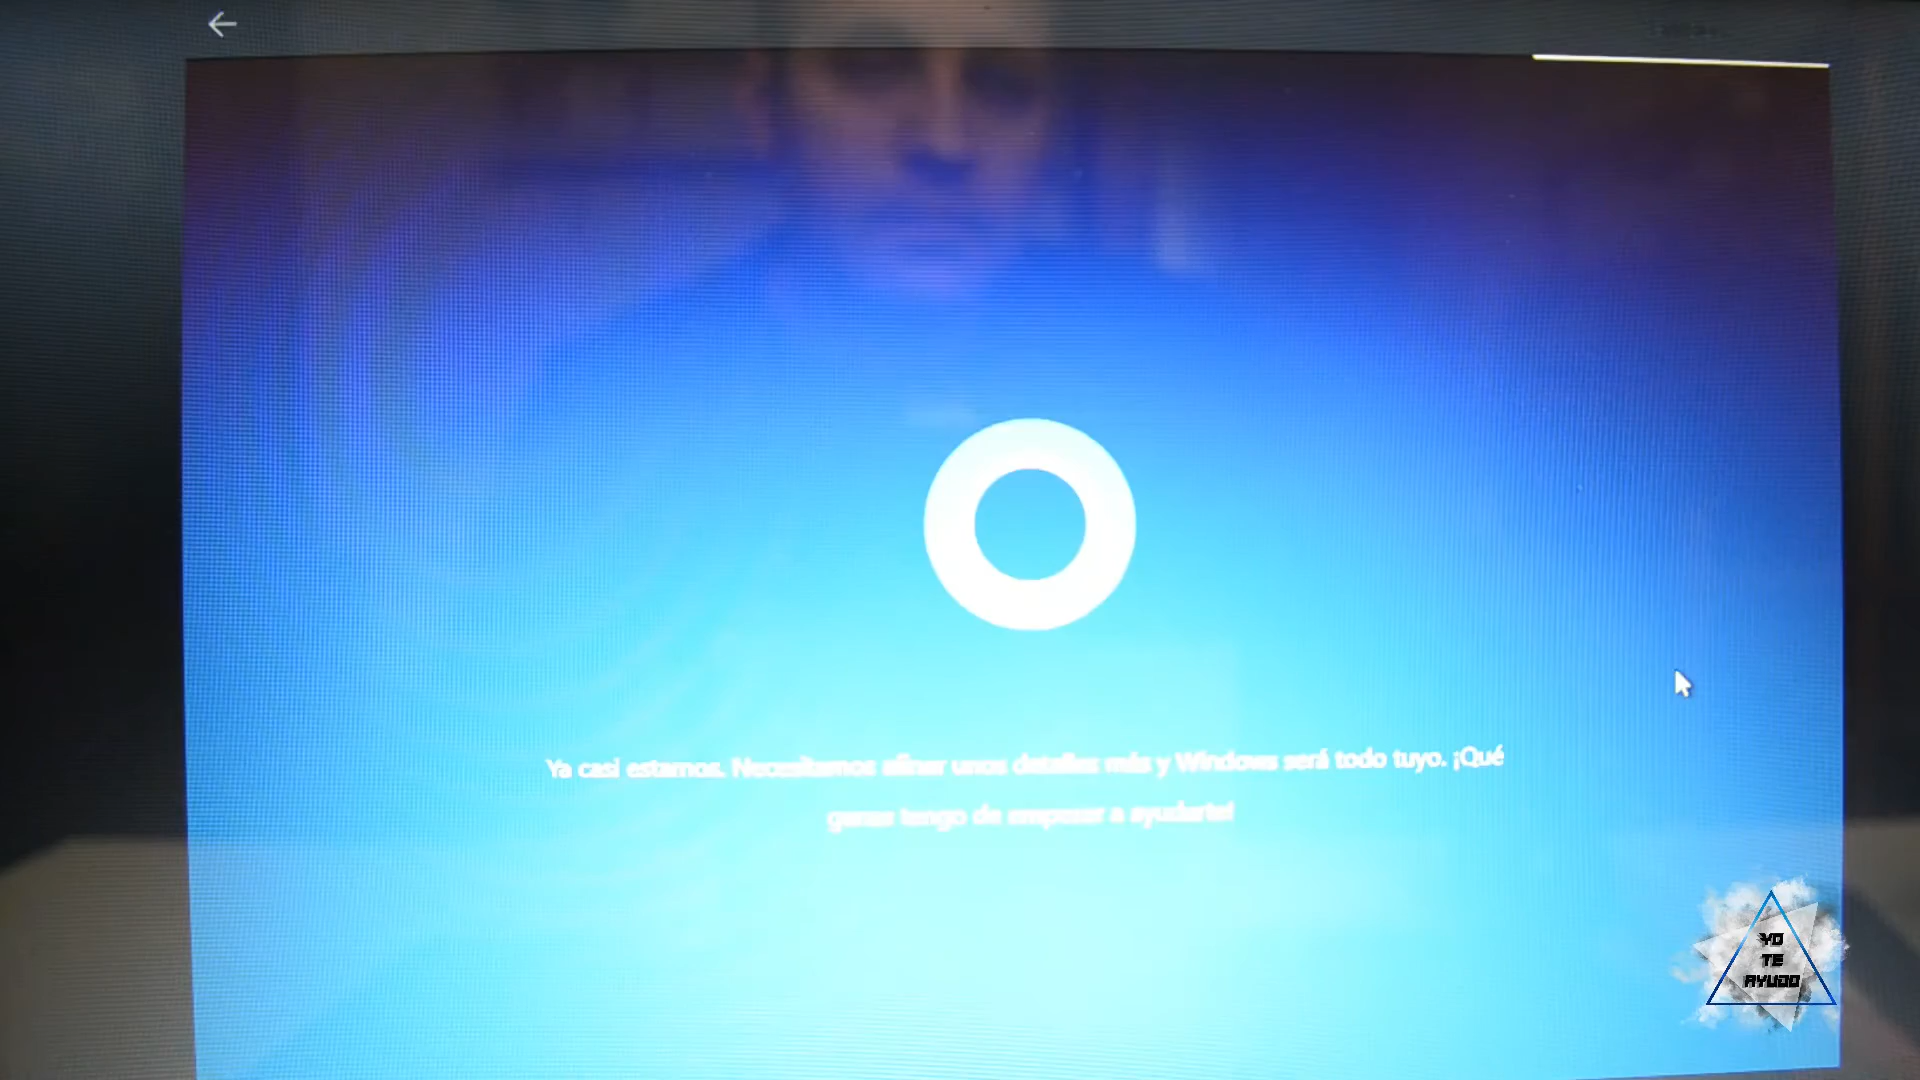 Ya casi estamos. Necesitamos afinar unos detalles más y Windows será todo tuyo. ¡Qué
ganas tengo de empezar a ayudarte!
YO
TE
AYUDO